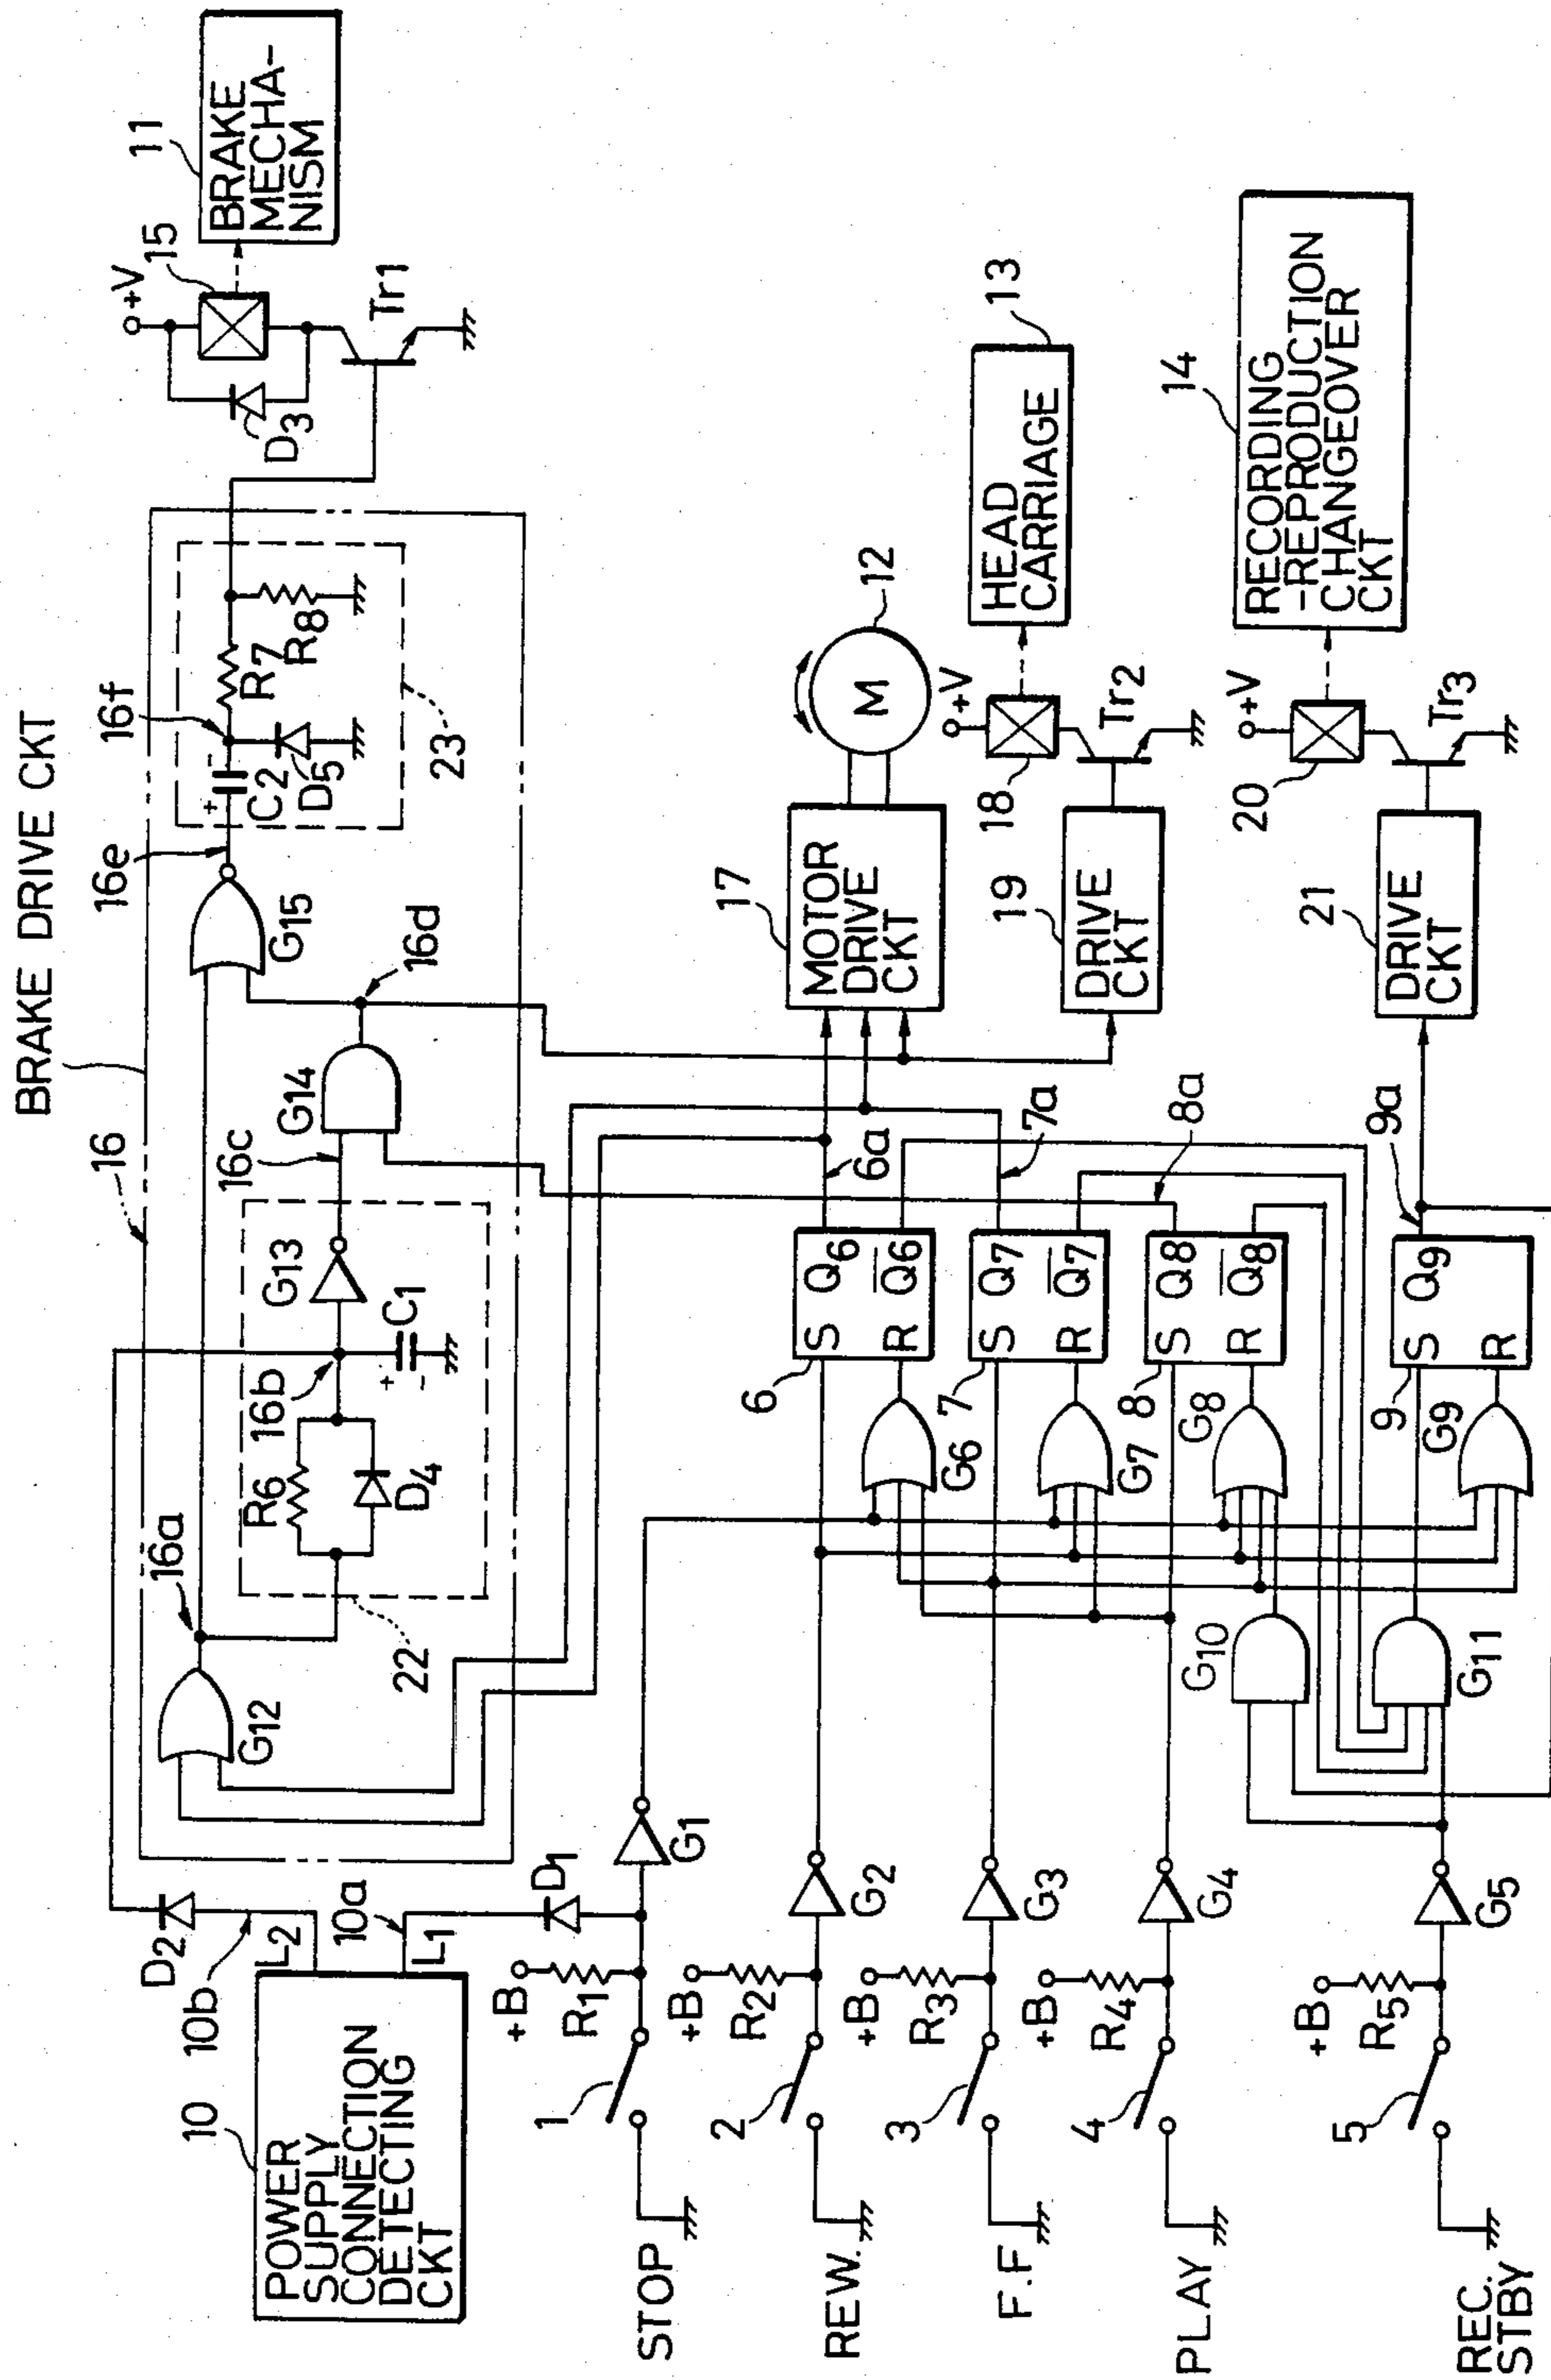 BRAKE DRIVE CKT
16
16a
16b
16c
16d
16e
16f
G12
R6
D4
22
C1
+
-
G13
G14
G15
+
-
C2
D5
R7
R8
23
D3
+V
15
Tr1
11
BRAKE
MECHA-
NISM
10
POWER
SUPPLY
CONNECTION
DETECTING
CKT
L2
L1
10b
10a
D2
D1
STOP
1
+B
R1
G1
REW.
2
+B
R2
G2
F.F
3
+B
R3
G3
PLAY
4
+B
R4
G4
REC.
STBY
5
+B
R5
G5
G6
G7
G8
G9
G10
G11
6
S
Q6
R
Q̅6
6a
7
S
Q7
R
Q̅7
7a
8
S
Q8
R
Q̅8
8a
9
S
Q9
R
9a
17
MOTOR
DRIVE
CKT
M
12
19
DRIVE
CKT
+V
18
Tr2
13
HEAD
CARRIAGE
21
DRIVE
CKT
+V
20
Tr3
14
RECORDING
-REPRODUCTION
CHANGEOVER
CKT